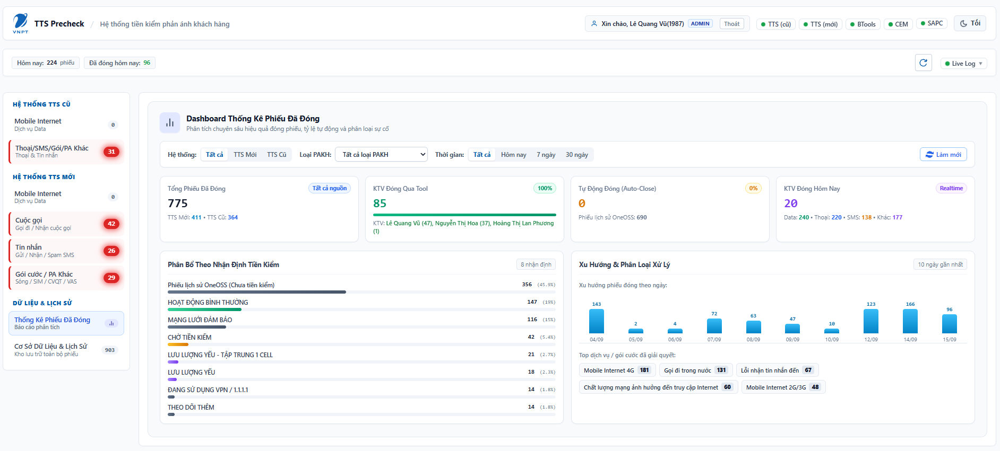 VNPT
TTS Precheck / Hệ thống tiền kiểm phản ánh khách hàng
Xin chào, Lê Quang Vũ(1987) ADMIN Thoát
TTS (cũ) TTS (mới) BTools CEM SAPC Tối
Hôm nay: 224 phiếu Đã đóng hôm nay: 96
Live Log ▾
HỆ THỐNG TTS CŨ
Mobile Internet 0
Dịch vụ Data
Thoại/SMS/Gói/PA Khác 31
Thoại & Tin nhắn
HỆ THỐNG TTS MỚI
Mobile Internet 0
Dịch vụ Data
Cuộc gọi 42
Gọi đi / Nhận cuộc gọi
Tin nhắn 26
Gửi / Nhận / Spam SMS
Gói cước / PA Khác 29
Sóng / SIM / CVQT / VAS
DỮ LIỆU & LỊCH SỬ
Thống Kê Phiếu Đã Đóng
Báo cáo phân tích
Cơ Sở Dữ Liệu & Lịch Sử 903
Kho lưu trữ toàn bộ phiếu
Dashboard Thống Kê Phiếu Đã Đóng
Phân tích chuyên sâu hiệu quả đóng phiếu, tỷ lệ tự động và phân loại sự cố
Hệ thống: Tất cả TTS Mới TTS Cũ Loại PAKH: Tất cả loại PAKH Thời gian: Tất cả Hôm nay 7 ngày 30 ngày Làm mới
Tổng Phiếu Đã Đóng Tất cả nguồn
775
TTS Mới: 411 • TTS Cũ: 364
KTV Đóng Qua Tool 100%
85
KTV: Lê Quang Vũ (47), Nguyễn Thị Hoa (37), Hoàng Thị Lan Phương
(1)
Tự Động Đóng (Auto-Close) 0%
0
Phiếu lịch sử OneOSS: 690
KTV Đóng Hôm Nay Realtime
20
Data: 240 • Thoại: 220 • SMS: 138 • Khác: 177
Phân Bổ Theo Nhận Định Tiền Kiểm 8 nhận định
Phiếu lịch sử OneOSS (Chưa tiền kiểm) 356 (45.9%)
HOẠT ĐỘNG BÌNH THƯỜNG 147 (19%)
MẠNG LƯỚI ĐẢM BẢO 116 (15%)
CHỜ TIỀN KIỂM 42 (5.4%)
LƯU LƯỢNG YẾU - TẬP TRUNG 1 CELL 21 (2.7%)
LƯU LƯỢNG YẾU 18 (2.3%)
ĐANG SỬ DỤNG VPN / 1.1.1.1 14 (1.8%)
THEO DÕI THÊM 14 (1.8%)
Xu Hướng & Phân Loại Xử Lý 10 ngày gần nhất
Xu hướng phiếu đóng theo ngày:
143 2 4 72 63 47 10 123 166 96
04/09 05/09 06/09 07/09 08/09 09/09 10/09 12/09 14/09 15/09
Top dịch vụ / gói cước đã giải quyết:
Mobile Internet 4G 181 Gọi đi trong nước 131 Lỗi nhận tin nhắn đến 67
Chất lượng mạng ảnh hưởng đến truy cập Internet 60 Mobile Internet 2G/3G 48